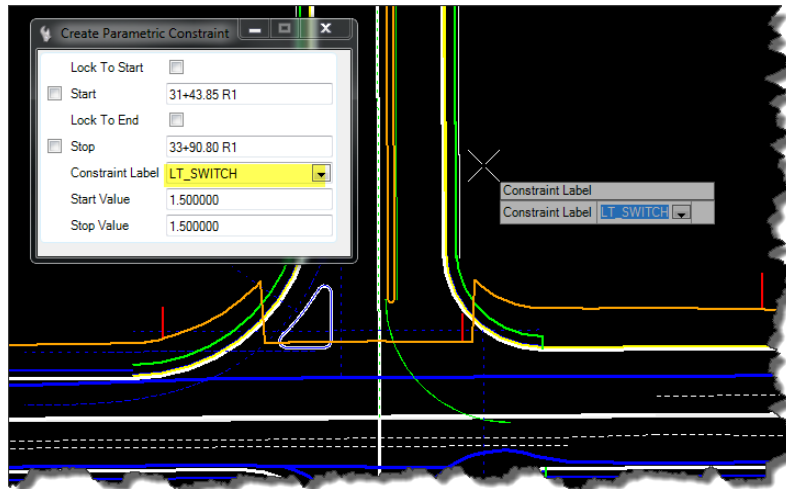 Create Parametric Constraint
Lock To Start
Start 31+43.85 R1
Lock To End
Stop 33+90.80 R1
Constraint Label LT_SWITCH
Start Value 1.500000
Stop Value 1.500000
Constraint Label
Constraint Label LT_SWITCH